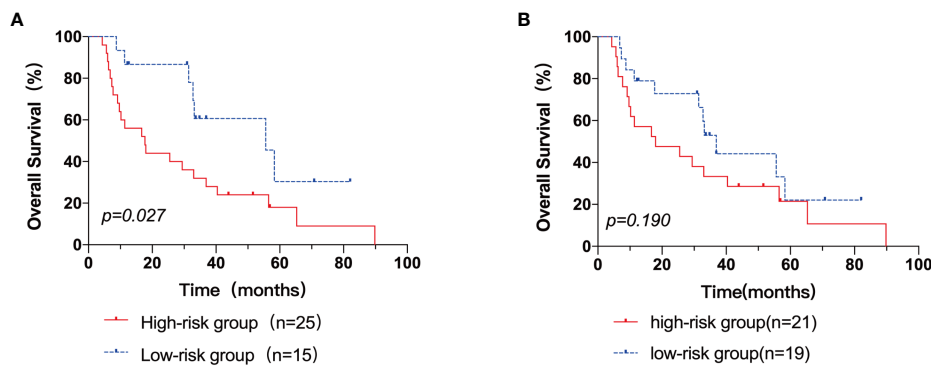 A
Overall Survival (%)
100
80
60
40
20
0
p=0.027
0 20 40 60 80 100
Time (months)
High-risk group (n=25)
Low-risk group (n=15)
B
Overall Survival (%)
100
80
60
40
20
0
p=0.190
0 20 40 60 80 100
Time(months)
high-risk group(n=21)
low-risk group(n=19)